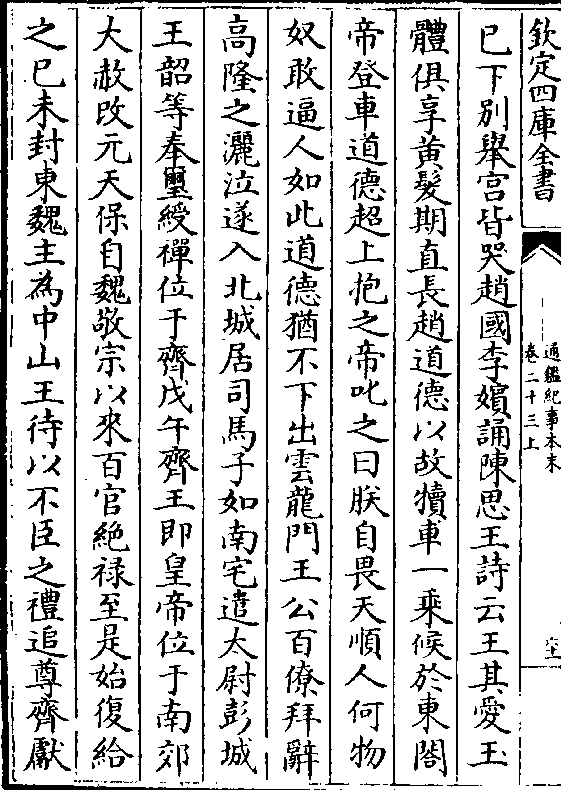 欽定四庫全書
通鑑紀事本末
卷二十三上
六十一
已下別舉宫皆哭趙國李嬪誦陳思王詩云王其愛玉
體俱享黄髮期直長趙道德以故犢車一乗候於東閤
帝登車道德超上抱之帝叱之曰朕自畏天順人何物
奴敢逼人如此道德猶不下出雲龍門王公百僚拜辭
高隆之灑泣遂入北城居司馬子如南宅遣太尉彭城
王韶等奉璽綬禪位于齊戊午齊王即皇帝位于南郊
大赦改元天保自魏敬宗以來百官絶禄至是始復給
之已未封東魏主為中山王待以不臣之禮追尊齊獻